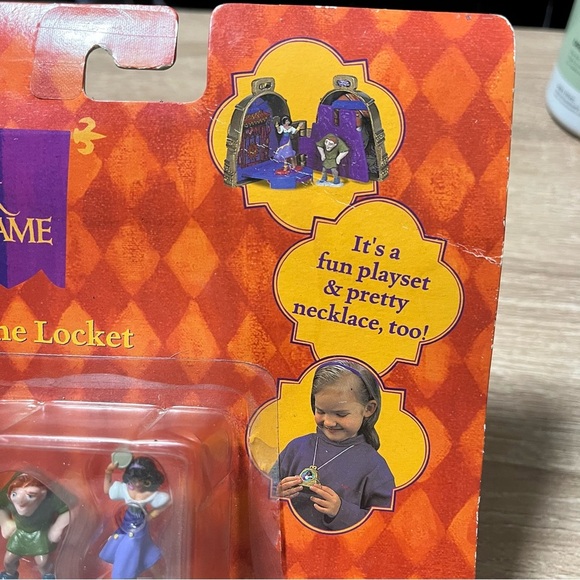 AME
ne Locket
It's a
fun playset
& pretty
necklace, too!